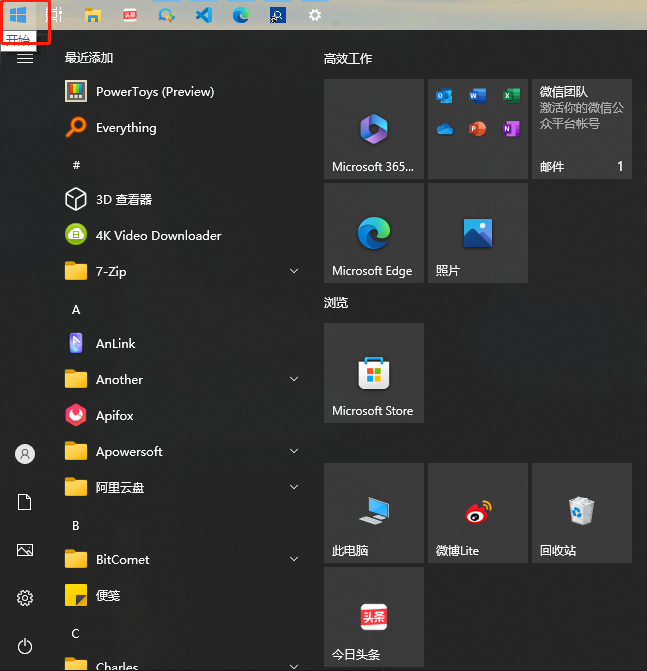 头条
开始
最近添加
PowerToys (Preview)
Everything
#
3D 查看器
4K Video Downloader
7-Zip
A
AnLink
Another
Apifox
Apowersoft
阿里云盘
B
BitComet
便笺
C
Charles
高效工作
Microsoft 365...
微信团队
激活你的微信公
众平台帐号
邮件 1
Microsoft Edge
照片
浏览
Microsoft Store
此电脑
微博Lite
回收站
头条
今日头条